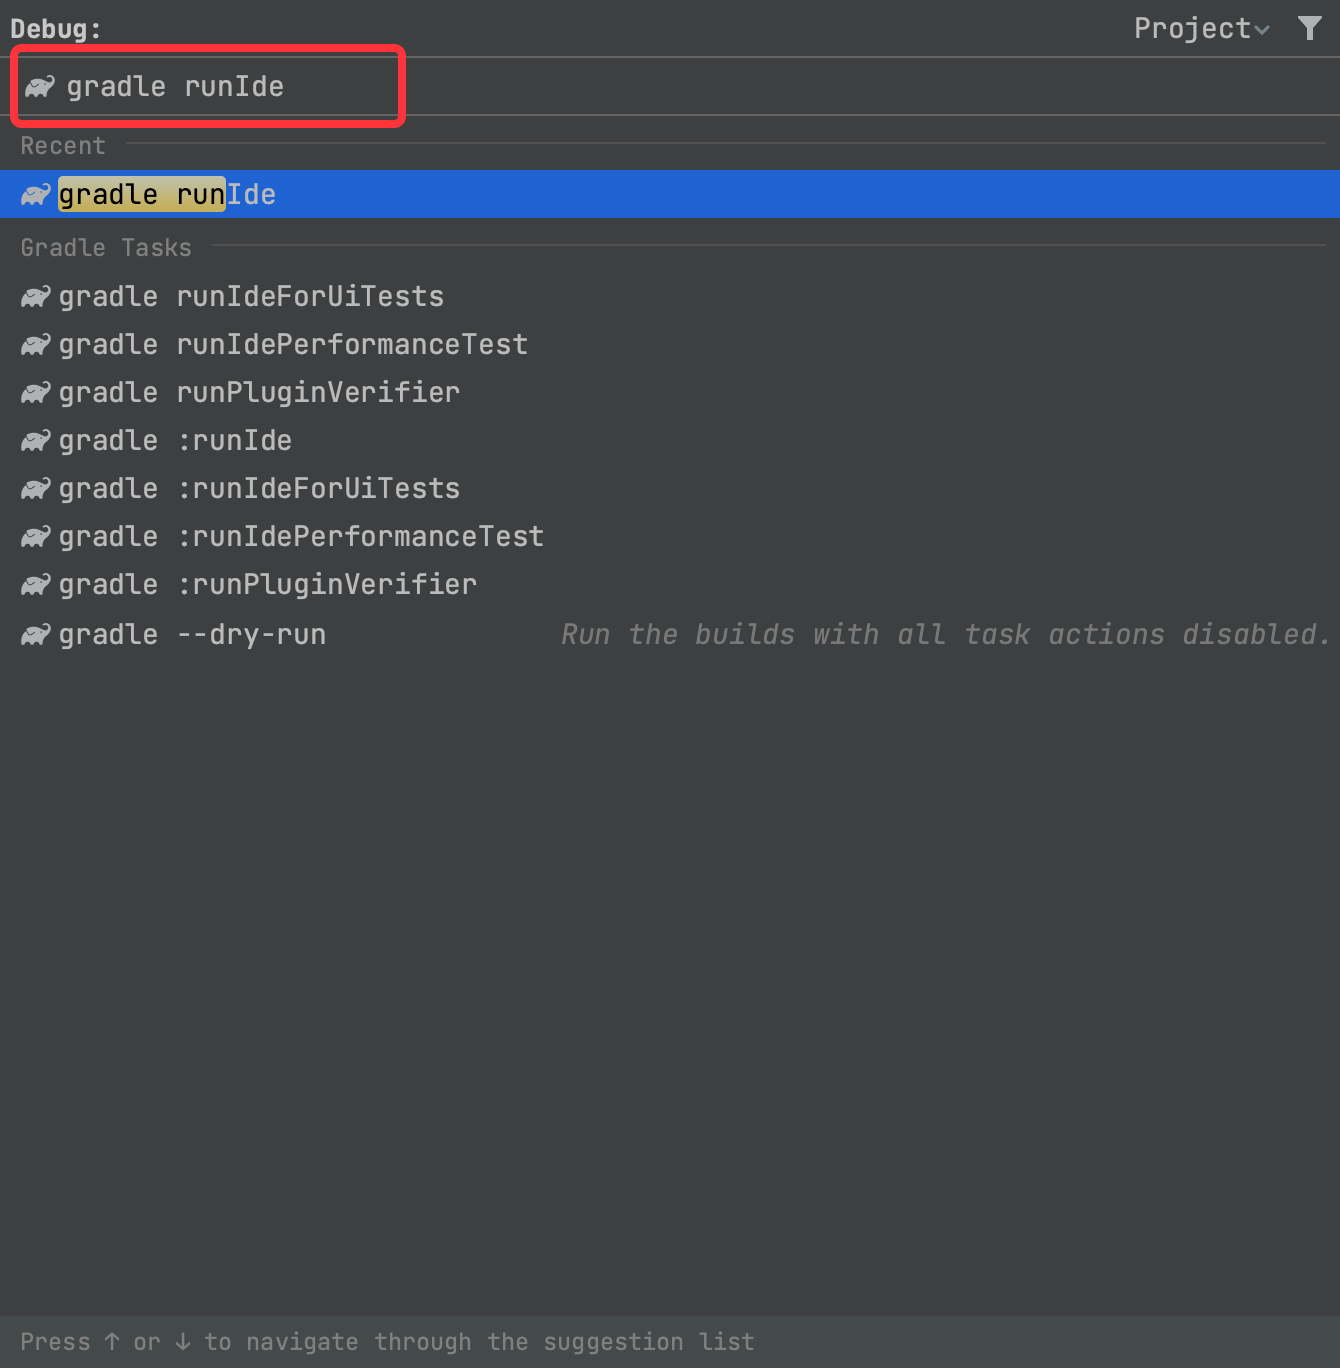 Debug:
Project
gradle runIde
Recent
gradle runIde
Gradle Tasks
gradle runIdeForUiTests
gradle runIdePerformanceTest
gradle runPluginVerifier
gradle :runIde
gradle :runIdeForUiTests
gradle :runIdePerformanceTest
gradle :runPluginVerifier
gradle --dry-run Run the builds with all task actions disabled.
Press ↑ or ↓ to navigate through the suggestion list